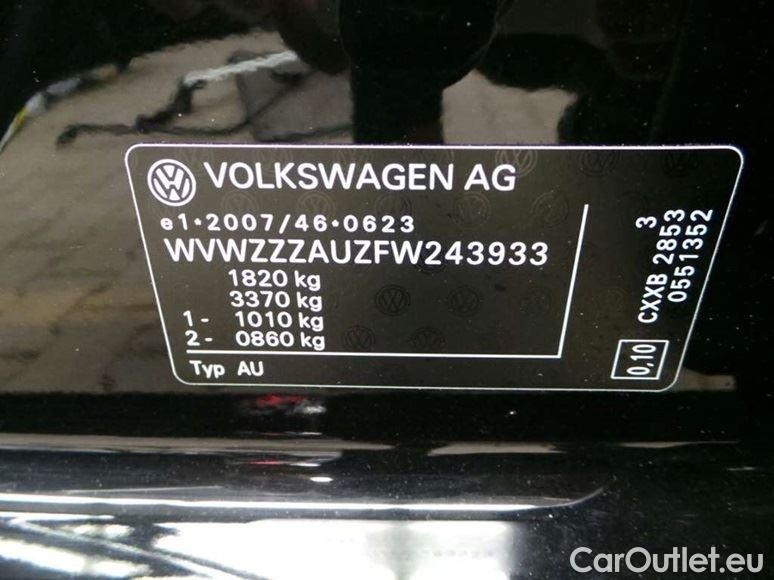 VOLKSWAGEN AG
e1*2007/46*0623
WVWZZZAUZFW243933
1820 kg
3370 kg
1 - 1010 kg
2 - 0860 kg
Typ AU
3
CXXB 2853
0551352
0,10
CarOutlet.eu